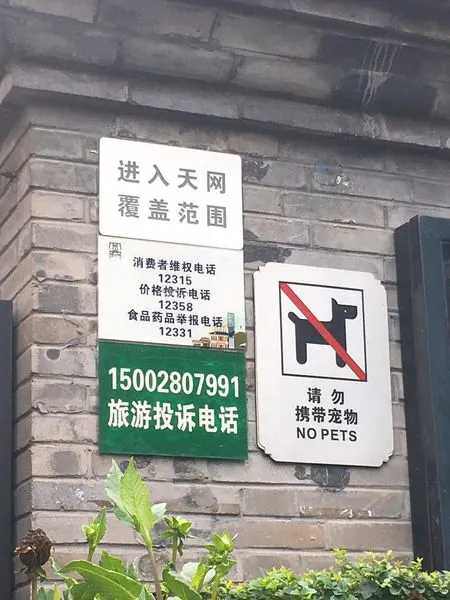 进入天网
覆盖范围
消费者维权电话
12315
价格投诉电话
12358
食品药品举报电话
12331
15002807991
旅游投诉电话
请勿
携带宠物
NO PETS